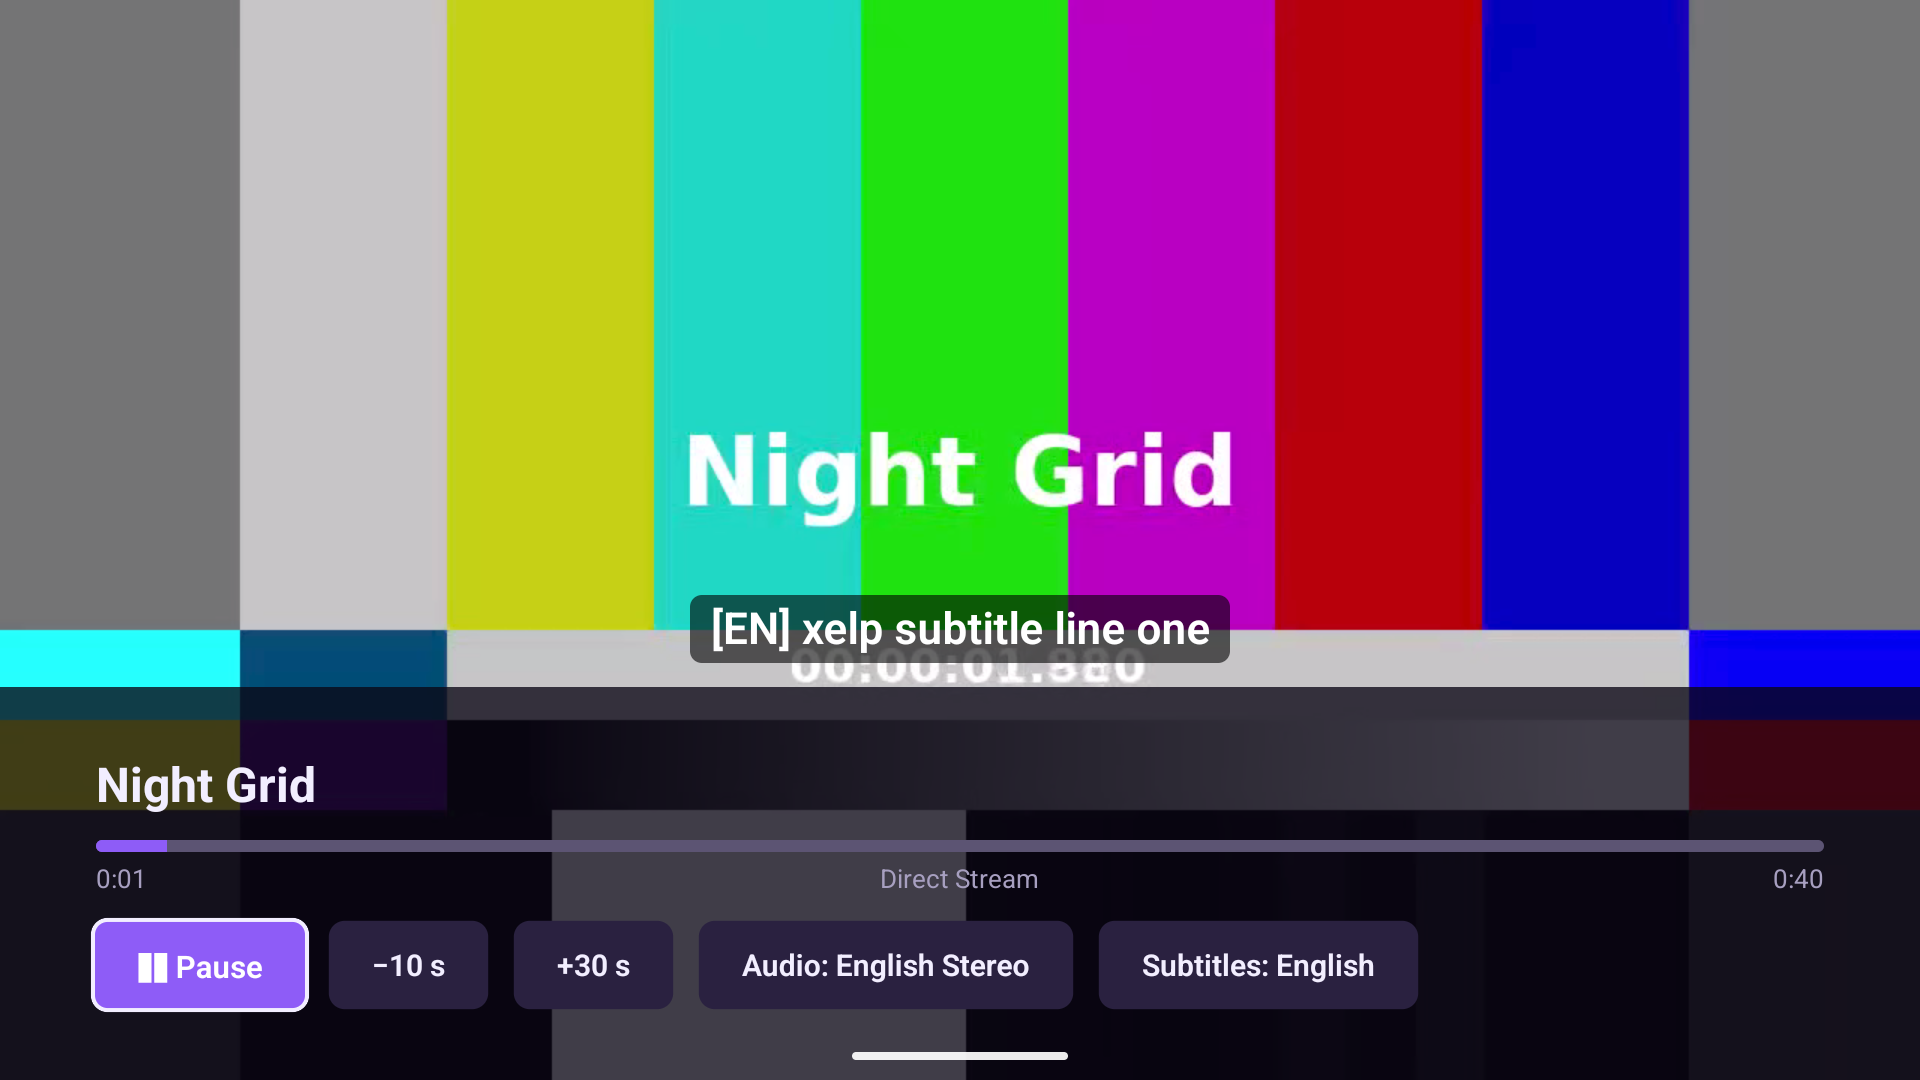 Night Grid
[EN] xelp subtitle line one
Night Grid
0:01
Direct Stream
0:40
Pause
−10 s
+30 s
Audio: English Stereo
Subtitles: English